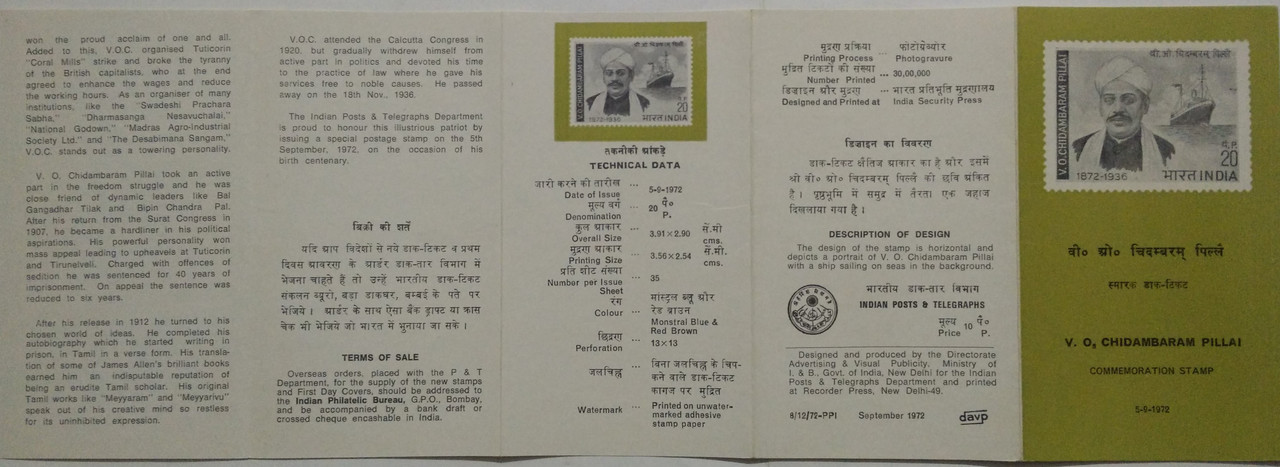 won the proud acclaim of one and all.
Added to this, V.O.C. organised Tuticorin
"Coral Mills" strike and broke the tyranny
of the British capitalists, who at the end
agreed to enhance the wages and reduce
the working hours. As an organiser of many
institutions, like the "Swadeshi Prachara
Sabha," "Dharmasanga Nesavuchalai,"
"National Godown," "Madras Agro-Industrial
Society Ltd." and "The Desabimana Sangam,"
V.O.C. stands out as a towering personality.
V. O. Chidambaram Pillai took an active
part in the freedom struggle and he was
close friend of dynamic leaders like Bal
Gangadhar Tilak and Bipin Chandra Pal.
After his return from the Surat Congress in
1907, he became a hardliner in his political
aspirations. His powerful personality won
mass appeal leading to upheavels at Tuticorin
and Tirunelveli. Charged with offences of
sedition he was sentenced for 40 years of
imprisonment. On appeal the sentence was
reduced to six years.
After his release in 1912 he turned to his
chosen world of ideas. He completed his
autobiography which he started writing in
prison, in Tamil in a verse form. His transla-
tion of some of James Allen's brilliant books
earned him an indisputable reputation of
being an erudite Tamil scholar. His original
Tamil works like "Meyyaram" and "Meyyarivu"
speak out of his creative mind so restless
for its uninhibited expression.
V.O.C. attended the Calcutta Congress in
1920, but gradually withdrew himself from
active part in politics and devoted his time
to the practice of law where he gave his
services free to noble causes. He passed
away on the 18th Nov., 1936.
The Indian Posts & Telegraphs Department
is proud to honour this illustrious patriot by
issuing a special postage stamp on the 5th
September, 1972, on the occasion of his
birth centenary.
बिक्री की शर्तें
यदि आप विदेशों से नये डाक-टिकट व प्रथम
दिवस आवरण के आर्डर डाक-तार विभाग में
भेजना चाहते हैं तो उन्हें भारतीय डाक-टिकट
संकलन ब्यूरो, बड़ा डाकघर, बम्बई के पते पर
भेजिये । आर्डर के साथ ऐसा बैंक ड्राफ्ट या क्रास
चेक भी भेजिये जो भारत में भुनाया जा सके ।
TERMS OF SALE
Overseas orders, placed with the P & T
Department, for the supply of the new stamps
and First Day Covers, should be addressed to
the Indian Philatelic Bureau, G.P.O., Bombay,
and be accompanied by a bank draft or
crossed cheque encashable in India.
वी. ओ. चिदम्बरम् पिल्लै
V. O. CHIDAMBARAM PILLAI
1872-1936
प.P.
20
भारत INDIA
तकनीकी आंकड़े
TECHNICAL DATA
जारी करने की तारीख ... 5-9-1972
Date of Issue
मूल्य वर्ग ... 20 पै०
Denomination P.
कुल आकार ... 3.91×2.90 सें.मी
Overall Size cms.
मुद्रण आकार ... 3.56×2.54 सें.मी.
Printing Size cms.
प्रति शीट संख्या ... 35
Number per Issue
Sheet
रंग ... मांस्ट्रल ब्लू और
रेड ब्राउन
Colour ... Monstral Blue &
Red Brown
छिद्रण ... 13×13
Perforation
जलचिह्न ... बिना जलचिह्न के चिप-
कने वाले डाक-टिकट
कागज पर मुद्रित
Watermark ... Printed on unwater-
marked adhesive
stamp paper
मुद्रण प्रक्रिया ... फोटोग्रेव्योर
Printing Process Photogravure
मुद्रित टिकटों की संख्या ... 30,00,000
Number Printed
डिजाइन और मुद्रण ... भारत प्रतिभूति मुद्रणालय
Designed and Printed at India Security Press
डिजाइन का विवरण
डाक-टिकट क्षैतिज आकार का है और इसमें
श्री वी० ओ० चिदम्बरम् पिल्लै की छवि अंकित
है । पृष्ठभूमि में समुद्र में तैरता एक जहाज
दिखलाया गया है ।
DESCRIPTION OF DESIGN
The design of the stamp is horizontal and
depicts a portrait of V. O. Chidambaram Pillai
with a ship sailing on seas in the background.
भारतीय डाक-तार विभाग
INDIAN POSTS & TELEGRAPHS
मूल्य 10 पै०
Price P.
Designed and produced by the Directorate
Advertising & Visual Publicity, Ministry of
I. & B., Govt. of India, New Delhi for the Indian
Posts & Telegraphs Department and printed
at Recorder Press, New Delhi-49.
8/12/72-PPI September 1972 davp
वी. ओ. चिदम्बरम् पिल्लै
V. O. CHIDAMBARAM PILLAI
1872-1936
प.P.
20
भारत INDIA
वी० ओ० चिदम्बरम् पिल्लै
स्मारक डाक-टिकट
V. O, CHIDAMBARAM PILLAI
COMMEMORATION STAMP
5-9-1972